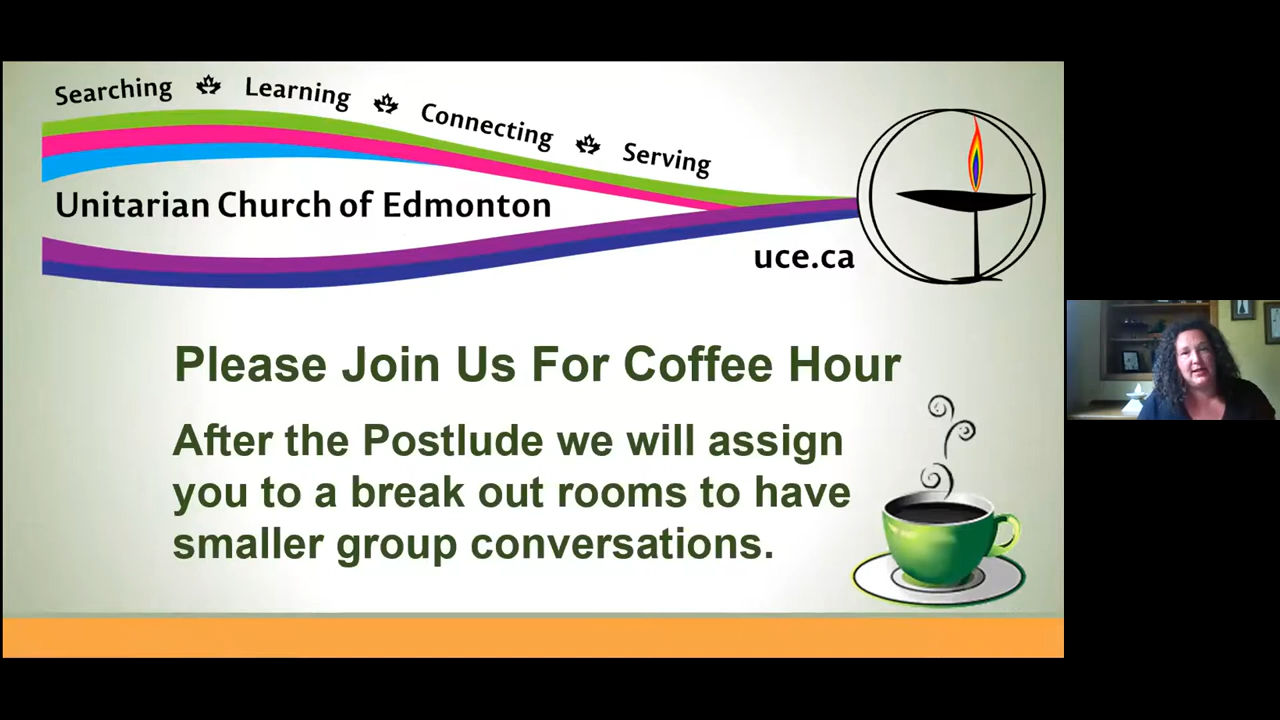 Searching Learning Connecting Serving
Unitarian Church of Edmonton
uce.ca
Please Join Us For Coffee Hour
After the Postlude we will assign
you to a break out rooms to have
smaller group conversations.